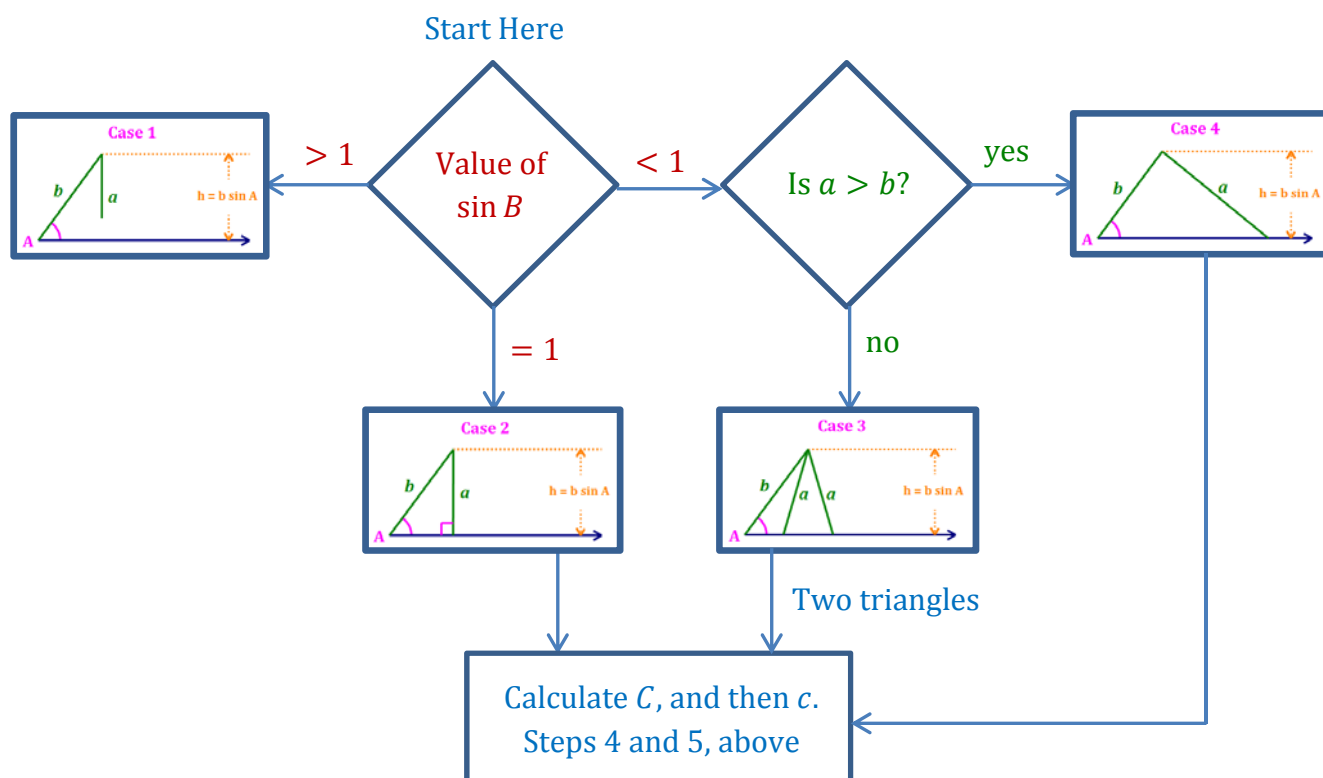 Start Here
Case 1
b
a
h = b sin A
A
> 1
Value of
sin B
< 1
Is a > b?
yes
Case 4
b
a
h = b sin A
A
= 1
no
Case 2
b
a
h = b sin A
A
Case 3
b
a a
h = b sin A
A
Two triangles
Calculate C, and then c.
Steps 4 and 5, above